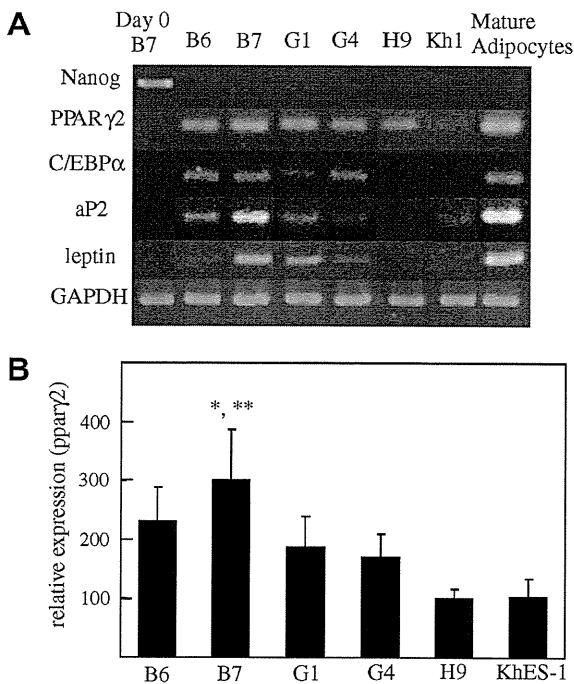 A
Day 0
B7 B6 B7 G1 G4 H9 Kh1 Mature Adipocytes
Nanog
PPARγ2
C/EBPα
aP2
leptin
GAPDH
B
relative expression (pparγ2)
400
300
200
100
*, **
B6 B7 G1 G4 H9 KhES-1